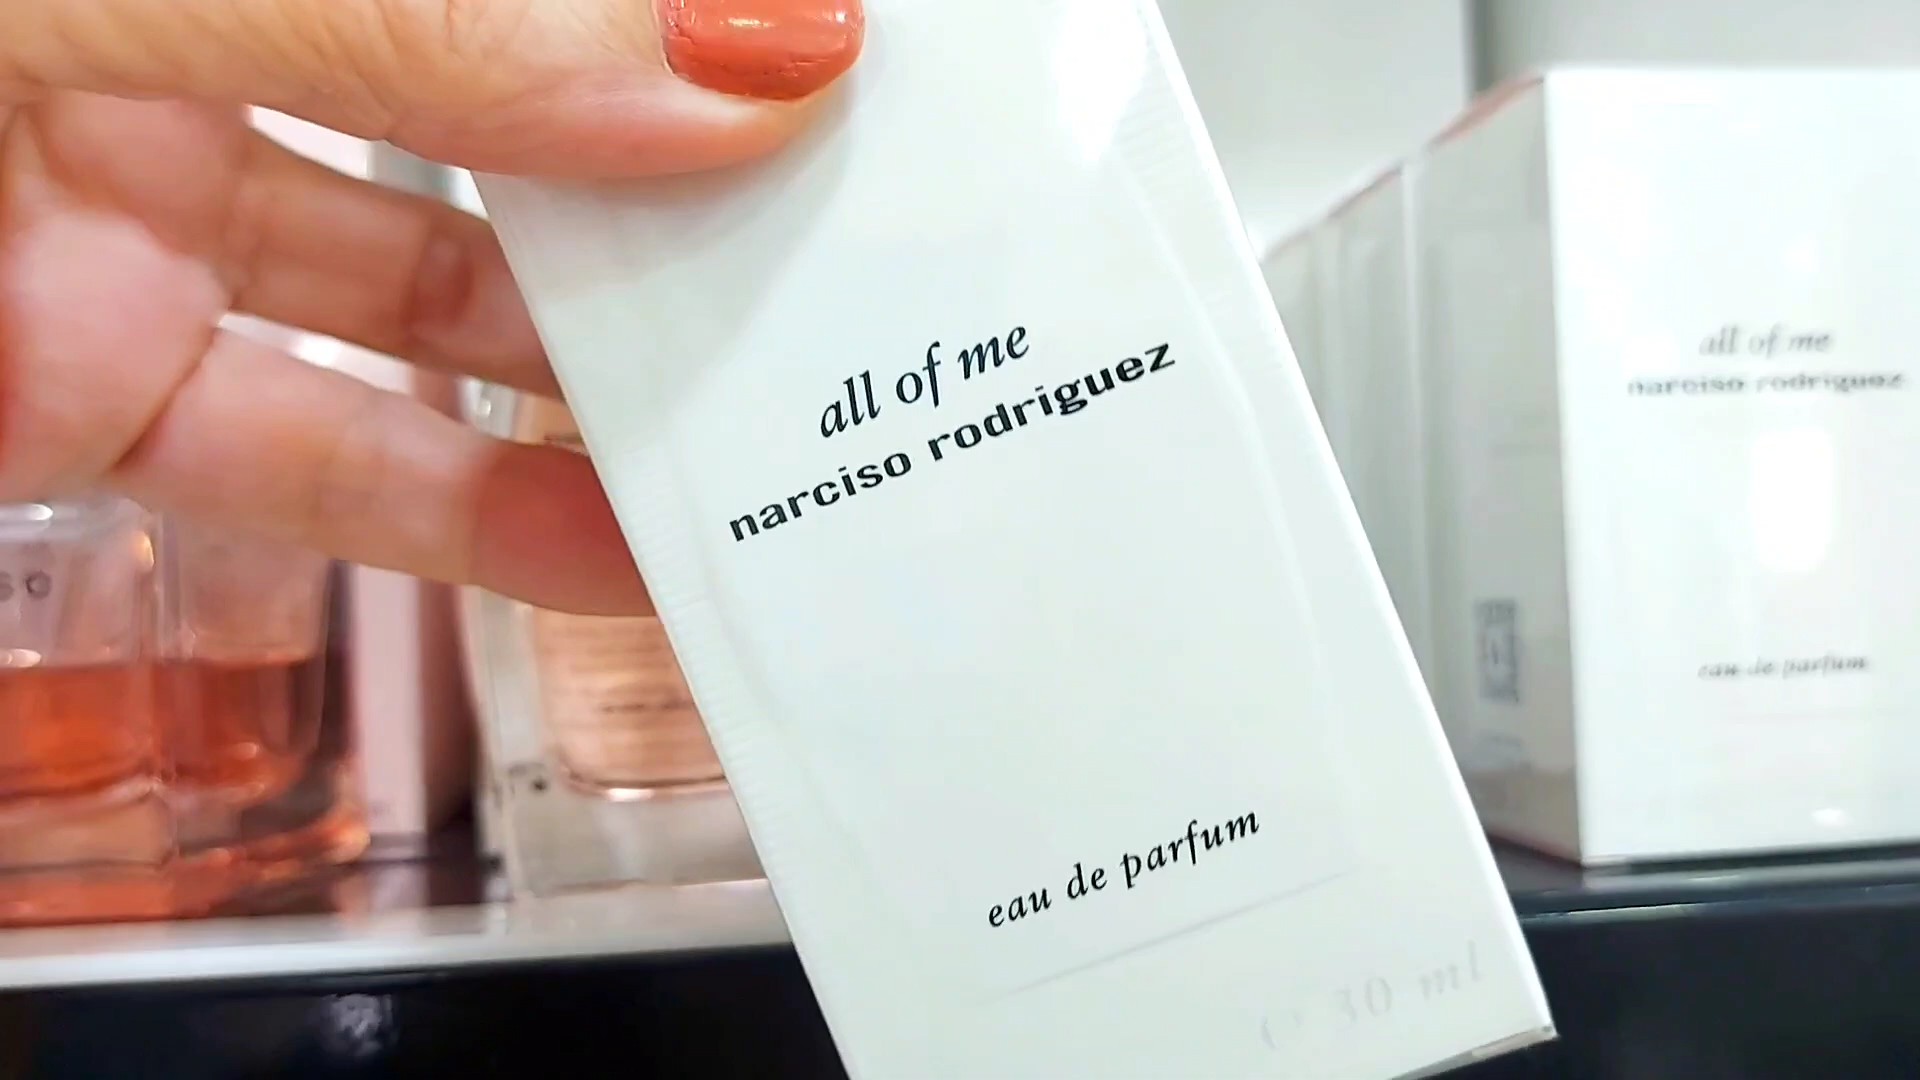 all of me
narciso rodriguez
eau de parfum
30 ml
all of me
narciso rodriguez
eau de parfum